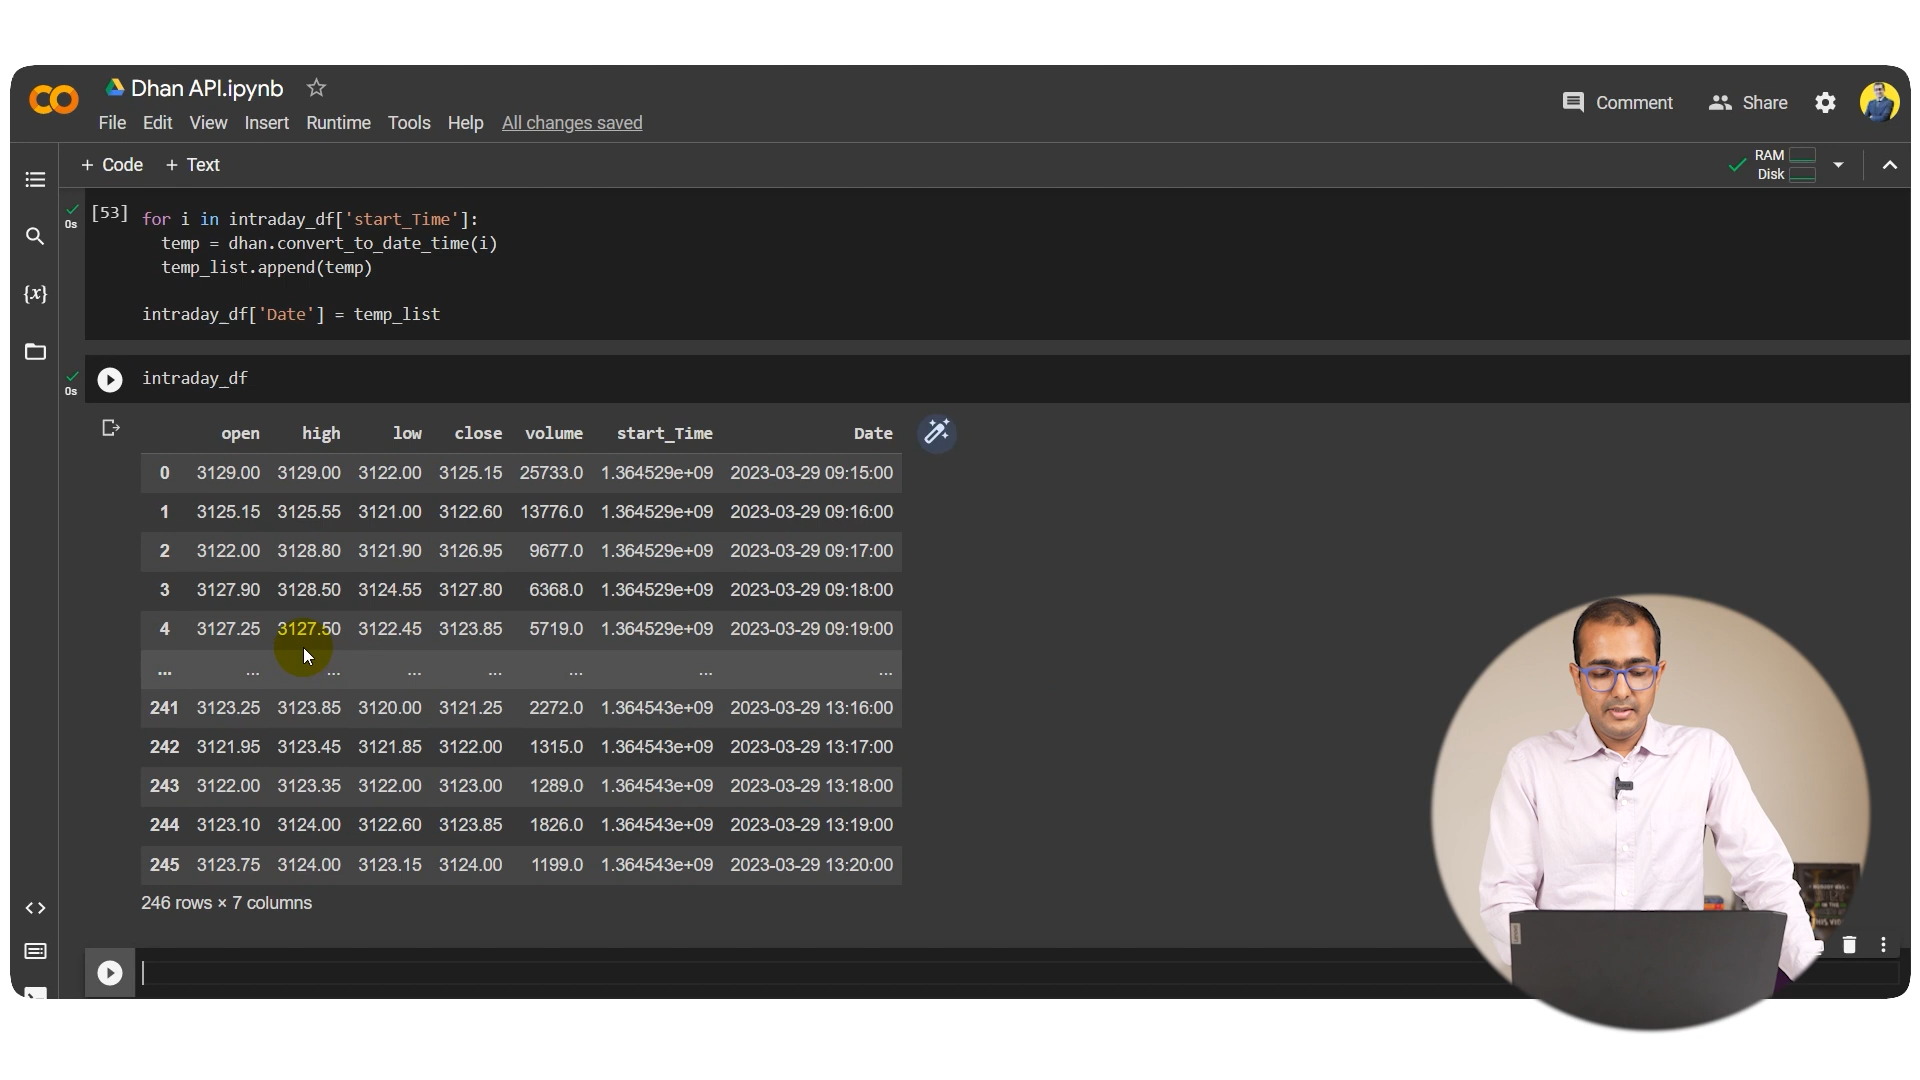 Dhan API.ipynb
File Edit View Insert Runtime Tools Help All changes saved
Comment Share
+ Code + Text
RAM
Disk
0s
[53] for i in intraday_df['start_Time']:
temp = dhan.convert_to_date_time(i)
temp_list.append(temp)
intraday_df['Date'] = temp_list
{x}
0s
intraday_df
open high low close volume start_Time Date
0 3129.00 3129.00 3122.00 3125.15 25733.0 1.364529e+09 2023-03-29 09:15:00
1 3125.15 3125.55 3121.00 3122.60 13776.0 1.364529e+09 2023-03-29 09:16:00
2 3122.00 3128.80 3121.90 3126.95 9677.0 1.364529e+09 2023-03-29 09:17:00
3 3127.90 3128.50 3124.55 3127.80 6368.0 1.364529e+09 2023-03-29 09:18:00
4 3127.25 3127.50 3122.45 3123.85 5719.0 1.364529e+09 2023-03-29 09:19:00
... ... ... ... ... ... ... ...
241 3123.25 3123.85 3120.00 3121.25 2272.0 1.364543e+09 2023-03-29 13:16:00
242 3121.95 3123.45 3121.85 3122.00 1315.0 1.364543e+09 2023-03-29 13:17:00
243 3122.00 3123.35 3122.00 3123.00 1289.0 1.364543e+09 2023-03-29 13:18:00
244 3123.10 3124.00 3122.60 3123.85 1826.0 1.364543e+09 2023-03-29 13:19:00
245 3123.75 3124.00 3123.15 3124.00 1199.0 1.364543e+09 2023-03-29 13:20:00
246 rows × 7 columns